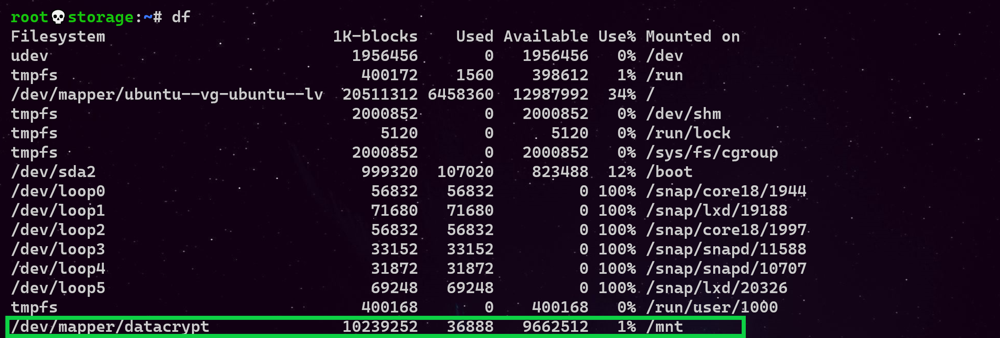 root💀storage:~# df
Filesystem 1K-blocks Used Available Use% Mounted on
udev 1956456 0 1956456 0% /dev
tmpfs 400172 1560 398612 1% /run
/dev/mapper/ubuntu--vg-ubuntu--lv 20511312 6458360 12987992 34% /
tmpfs 2000852 0 2000852 0% /dev/shm
tmpfs 5120 0 5120 0% /run/lock
tmpfs 2000852 0 2000852 0% /sys/fs/cgroup
/dev/sda2 999320 107020 823488 12% /boot
/dev/loop0 56832 56832 0 100% /snap/core18/1944
/dev/loop1 71680 71680 0 100% /snap/lxd/19188
/dev/loop2 56832 56832 0 100% /snap/core18/1997
/dev/loop3 33152 33152 0 100% /snap/snapd/11588
/dev/loop4 31872 31872 0 100% /snap/snapd/10707
/dev/loop5 69248 69248 0 100% /snap/lxd/20326
tmpfs 400168 0 400168 0% /run/user/1000
/dev/mapper/datacrypt 10239252 36888 9662512 1% /mnt